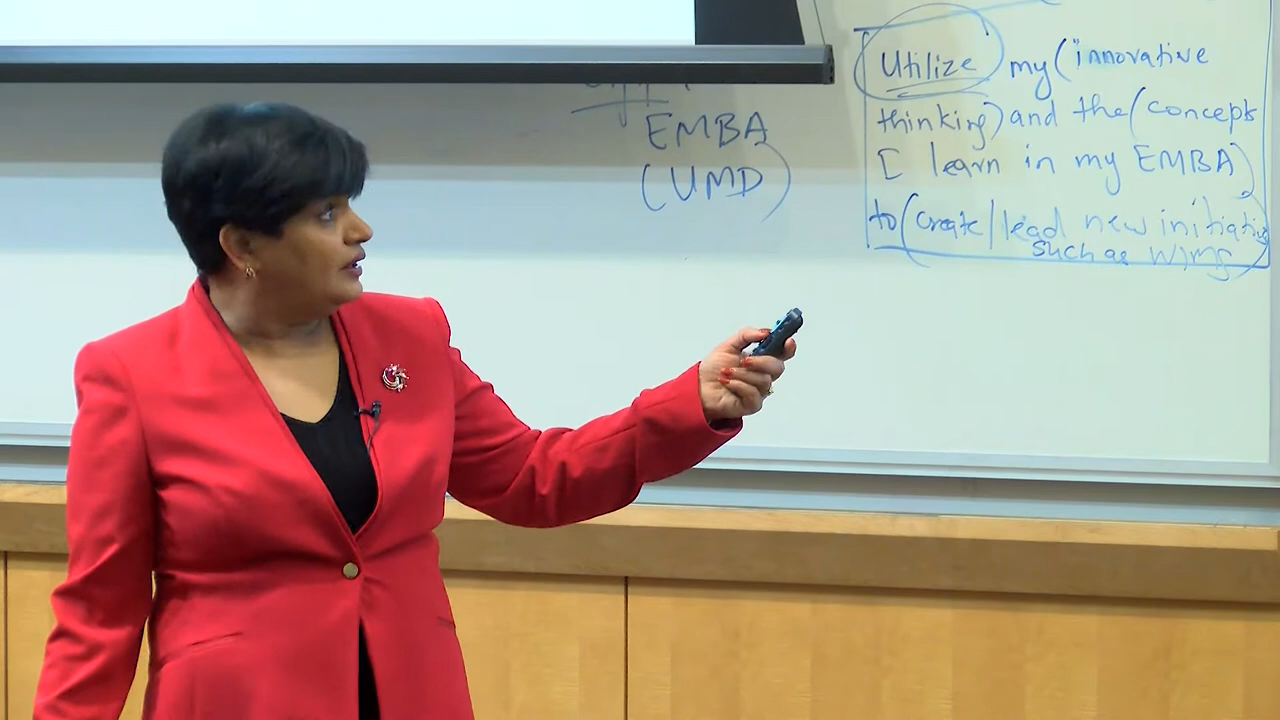 EMBA
(UMD)
Utilize my (innovative
thinking) and the (concepts
I learn in my EMBA)
to (create/lead new initiatives
such as